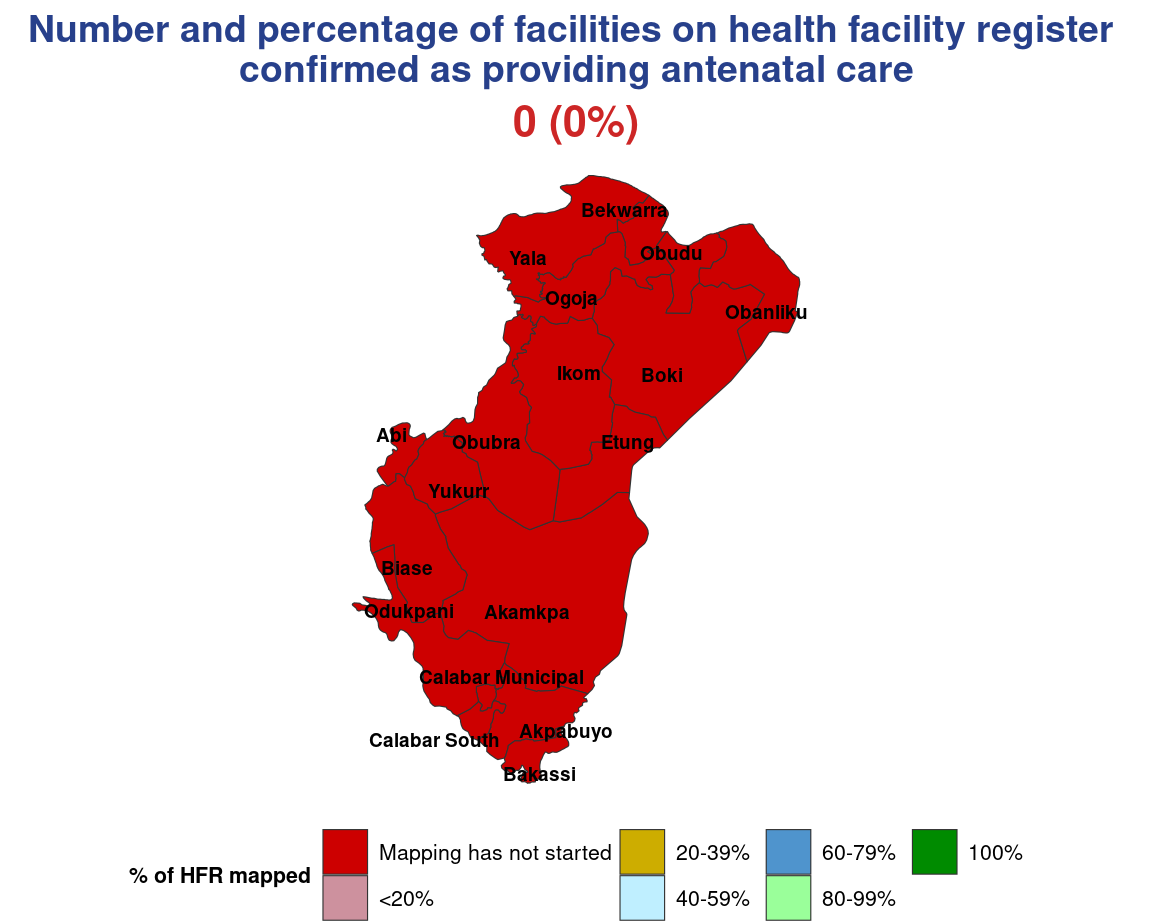 Number and percentage of facilities on health facility register
confirmed as providing antenatal care
0 (0%)
Bekwarra
Obudu
Yala
Ogoja
Obanliku
Ikom
Boki
Abi
Obubra
Etung
Yukurr
Biase
Odukpani
Akamkpa
Calabar Municipal
Akpabuyo
Calabar South
Bakassi
% of HFR mapped
Mapping has not started
<20%
20-39%
40-59%
60-79%
80-99%
100%